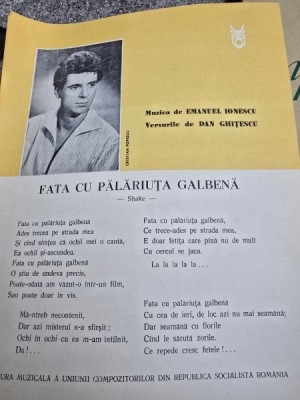 Muzica de EMANUEL IONESCU
Versurile de DAN GHIȚESCU
CRISTIAN POPESCU
FATA CU PĂLĂRIUȚA GALBENĂ
— Shake —
Fata cu pălăriuța galbenă
Ades trecea pe strada mea
Și cind simțea că ochii mei o caută,
Ea ochii și-ascundea.
Fata cu pălăriuța galbenă
O știu de undeva precis,
Poate-odată am văzut-o într-un film,
Sau poate doar în vis.
Mă-ntreb necontenit,
Dar azi misterul s-a sfîrșit;
Ochi în ochi cu ea m-am întîlnit,
Da!...
Fata cu pălăriuța galbenă,
Ce trece-ades pe strada mea,
E doar fetița care pînă nu de mult
Cu cercul se juca.
La la la la la...
Fata cu pălăriuța galbenă
Cu cea de ieri, de loc azi nu mai seamănă;
Dar seamănă cu florile
Cînd le sărută zorile.
Ce repede cresc fetele!...
URA MUZICALĂ A UNIUNII COMPOZITORILOR DIN REPUBLICA SOCIALISTĂ ROMÂNIA